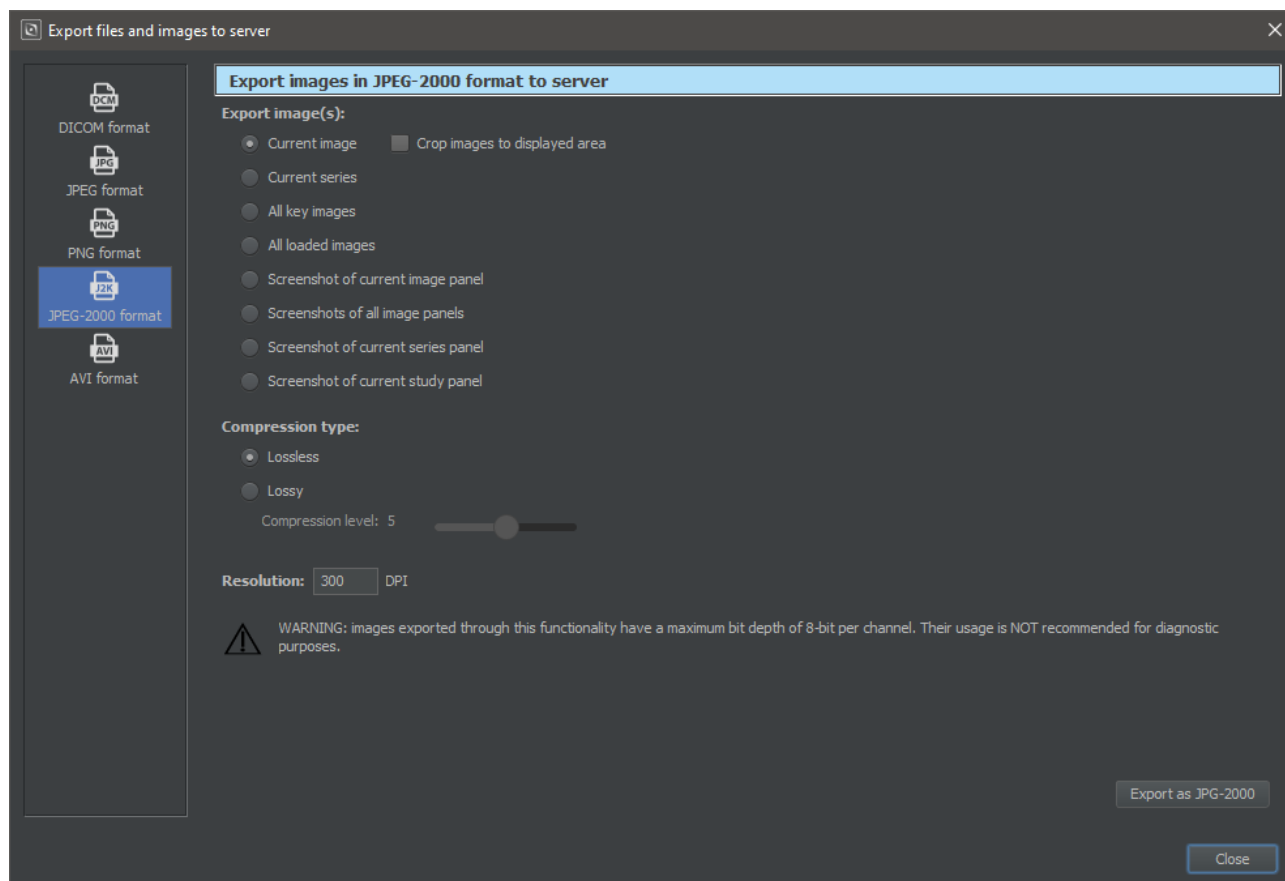 Export files and images to server
DCM
DICOM format
JPG
JPEG format
PNG
PNG format
J2K
JPEG-2000 format
AVI
AVI format
Export images in JPEG-2000 format to server
Export image(s):
Current image Crop images to displayed area
Current series
All key images
All loaded images
Screenshot of current image panel
Screenshots of all image panels
Screenshot of current series panel
Screenshot of current study panel
Compression type:
Lossless
Lossy
Compression level: 5
Resolution: 300 DPI
WARNING: images exported through this functionality have a maximum bit depth of 8-bit per channel. Their usage is NOT recommended for diagnostic
purposes.
Export as JPG-2000
Close